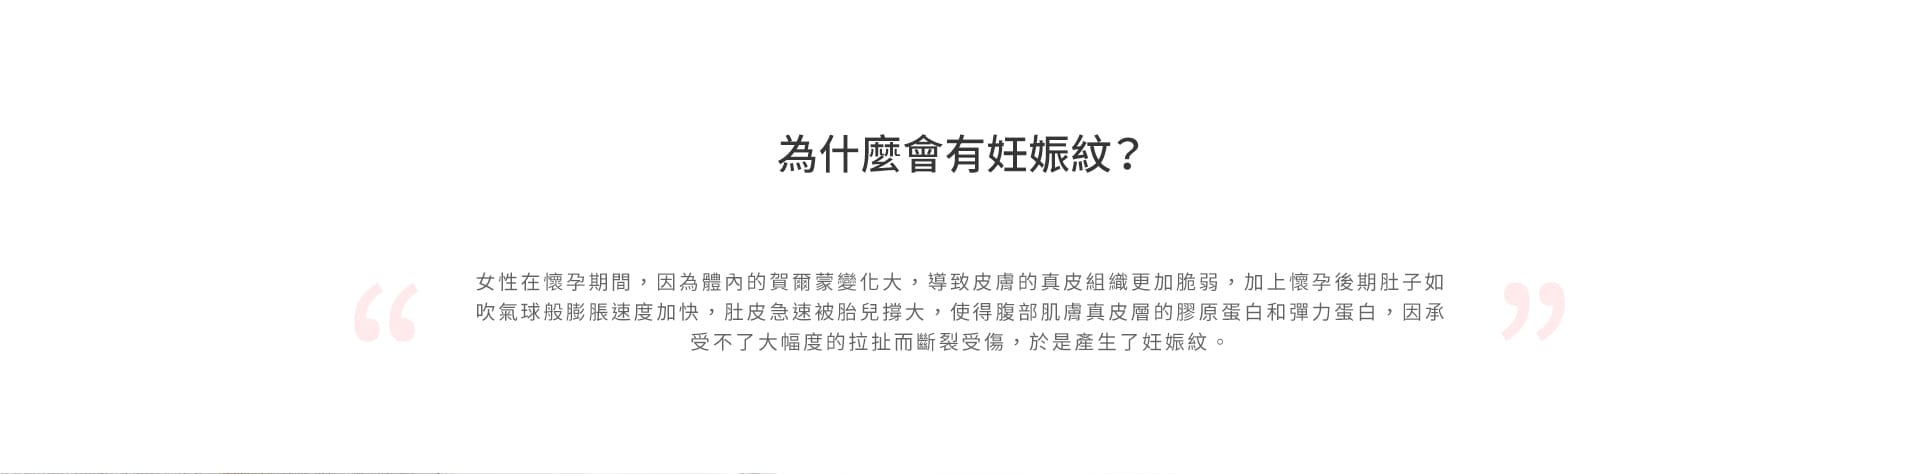 為什麼會有妊娠紋？
“女性在懷孕期間，因為體內的賀爾蒙變化大，導致皮膚的真皮組織更加脆弱，加上懷孕後期肚子如
吹氣球般膨脹速度加快，肚皮急速被胎兒撐大，使得腹部肌膚真皮層的膠原蛋白和彈力蛋白，因承
受不了大幅度的拉扯而斷裂受傷，於是產生了妊娠紋。”